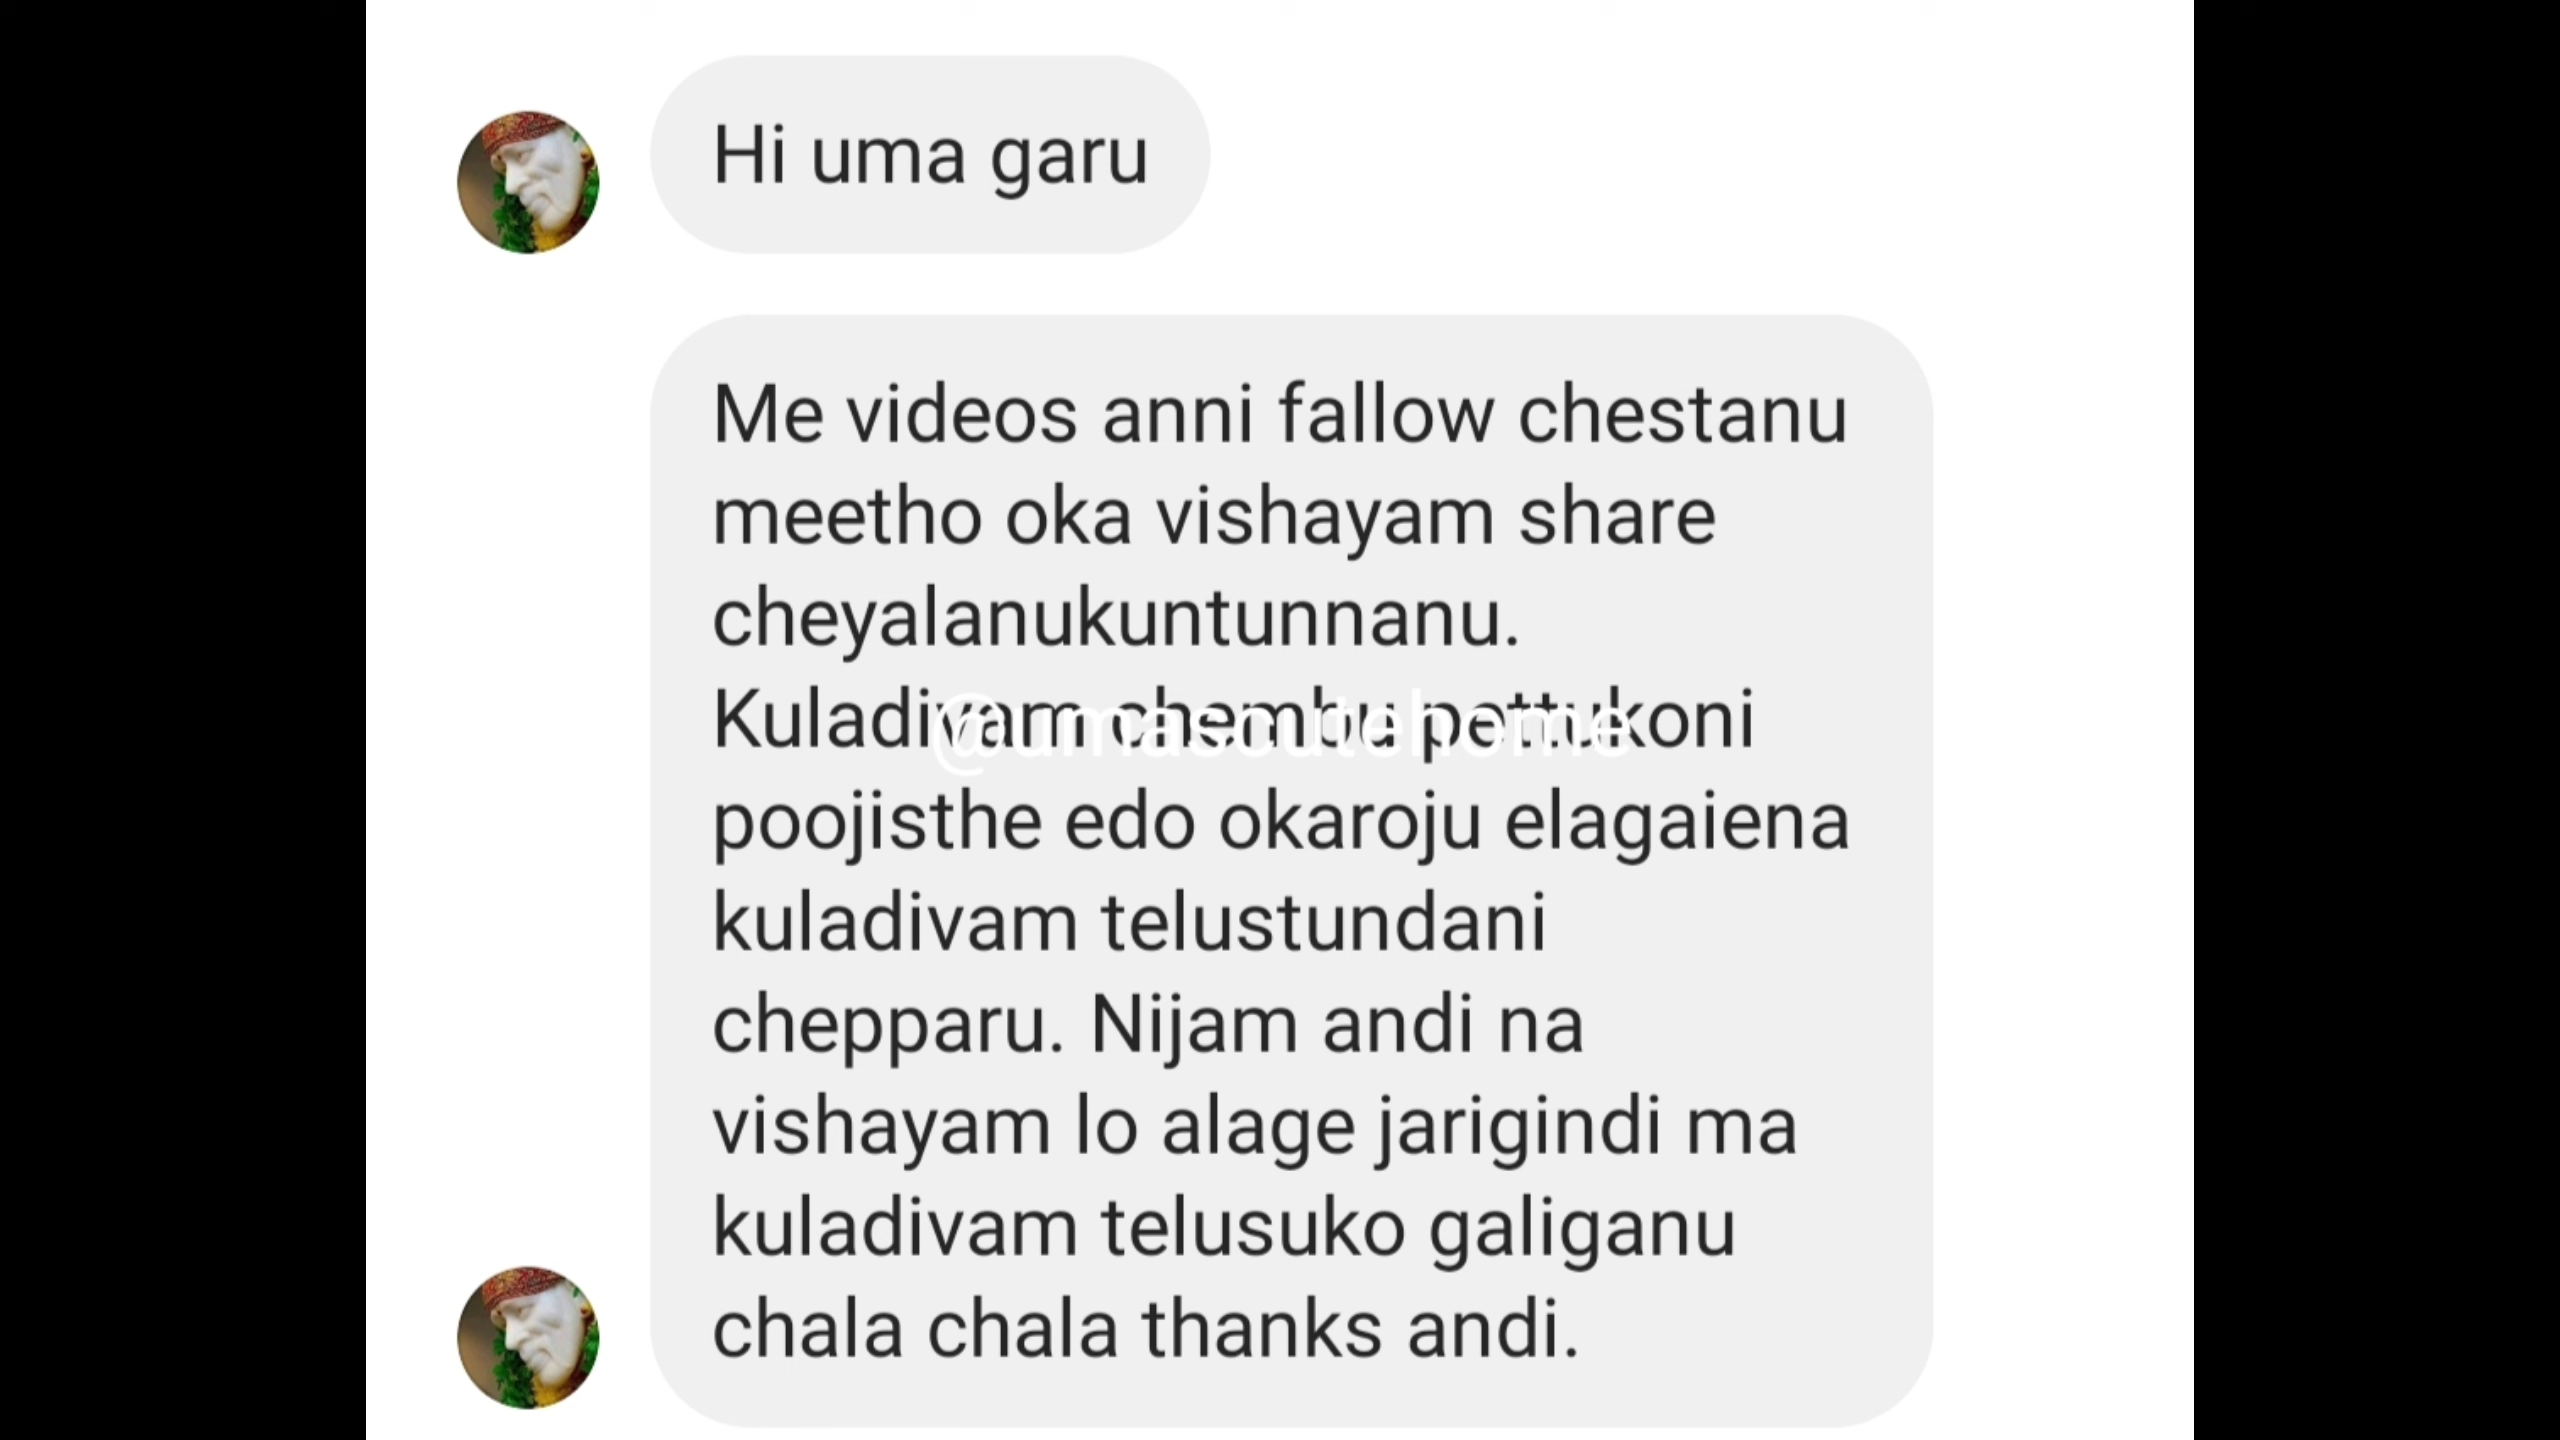 Hi uma garu
Me videos anni fallow chestanu
meetho oka vishayam share
cheyalanukuntunnanu.
Kuladivam chembu pettukoni
@umascutehome
poojisthe edo okaroju elagaiena
kuladivam telustundani
chepparu. Nijam andi na
vishayam lo alage jarigindi ma
kuladivam telusuko galiganu
chala chala thanks andi.